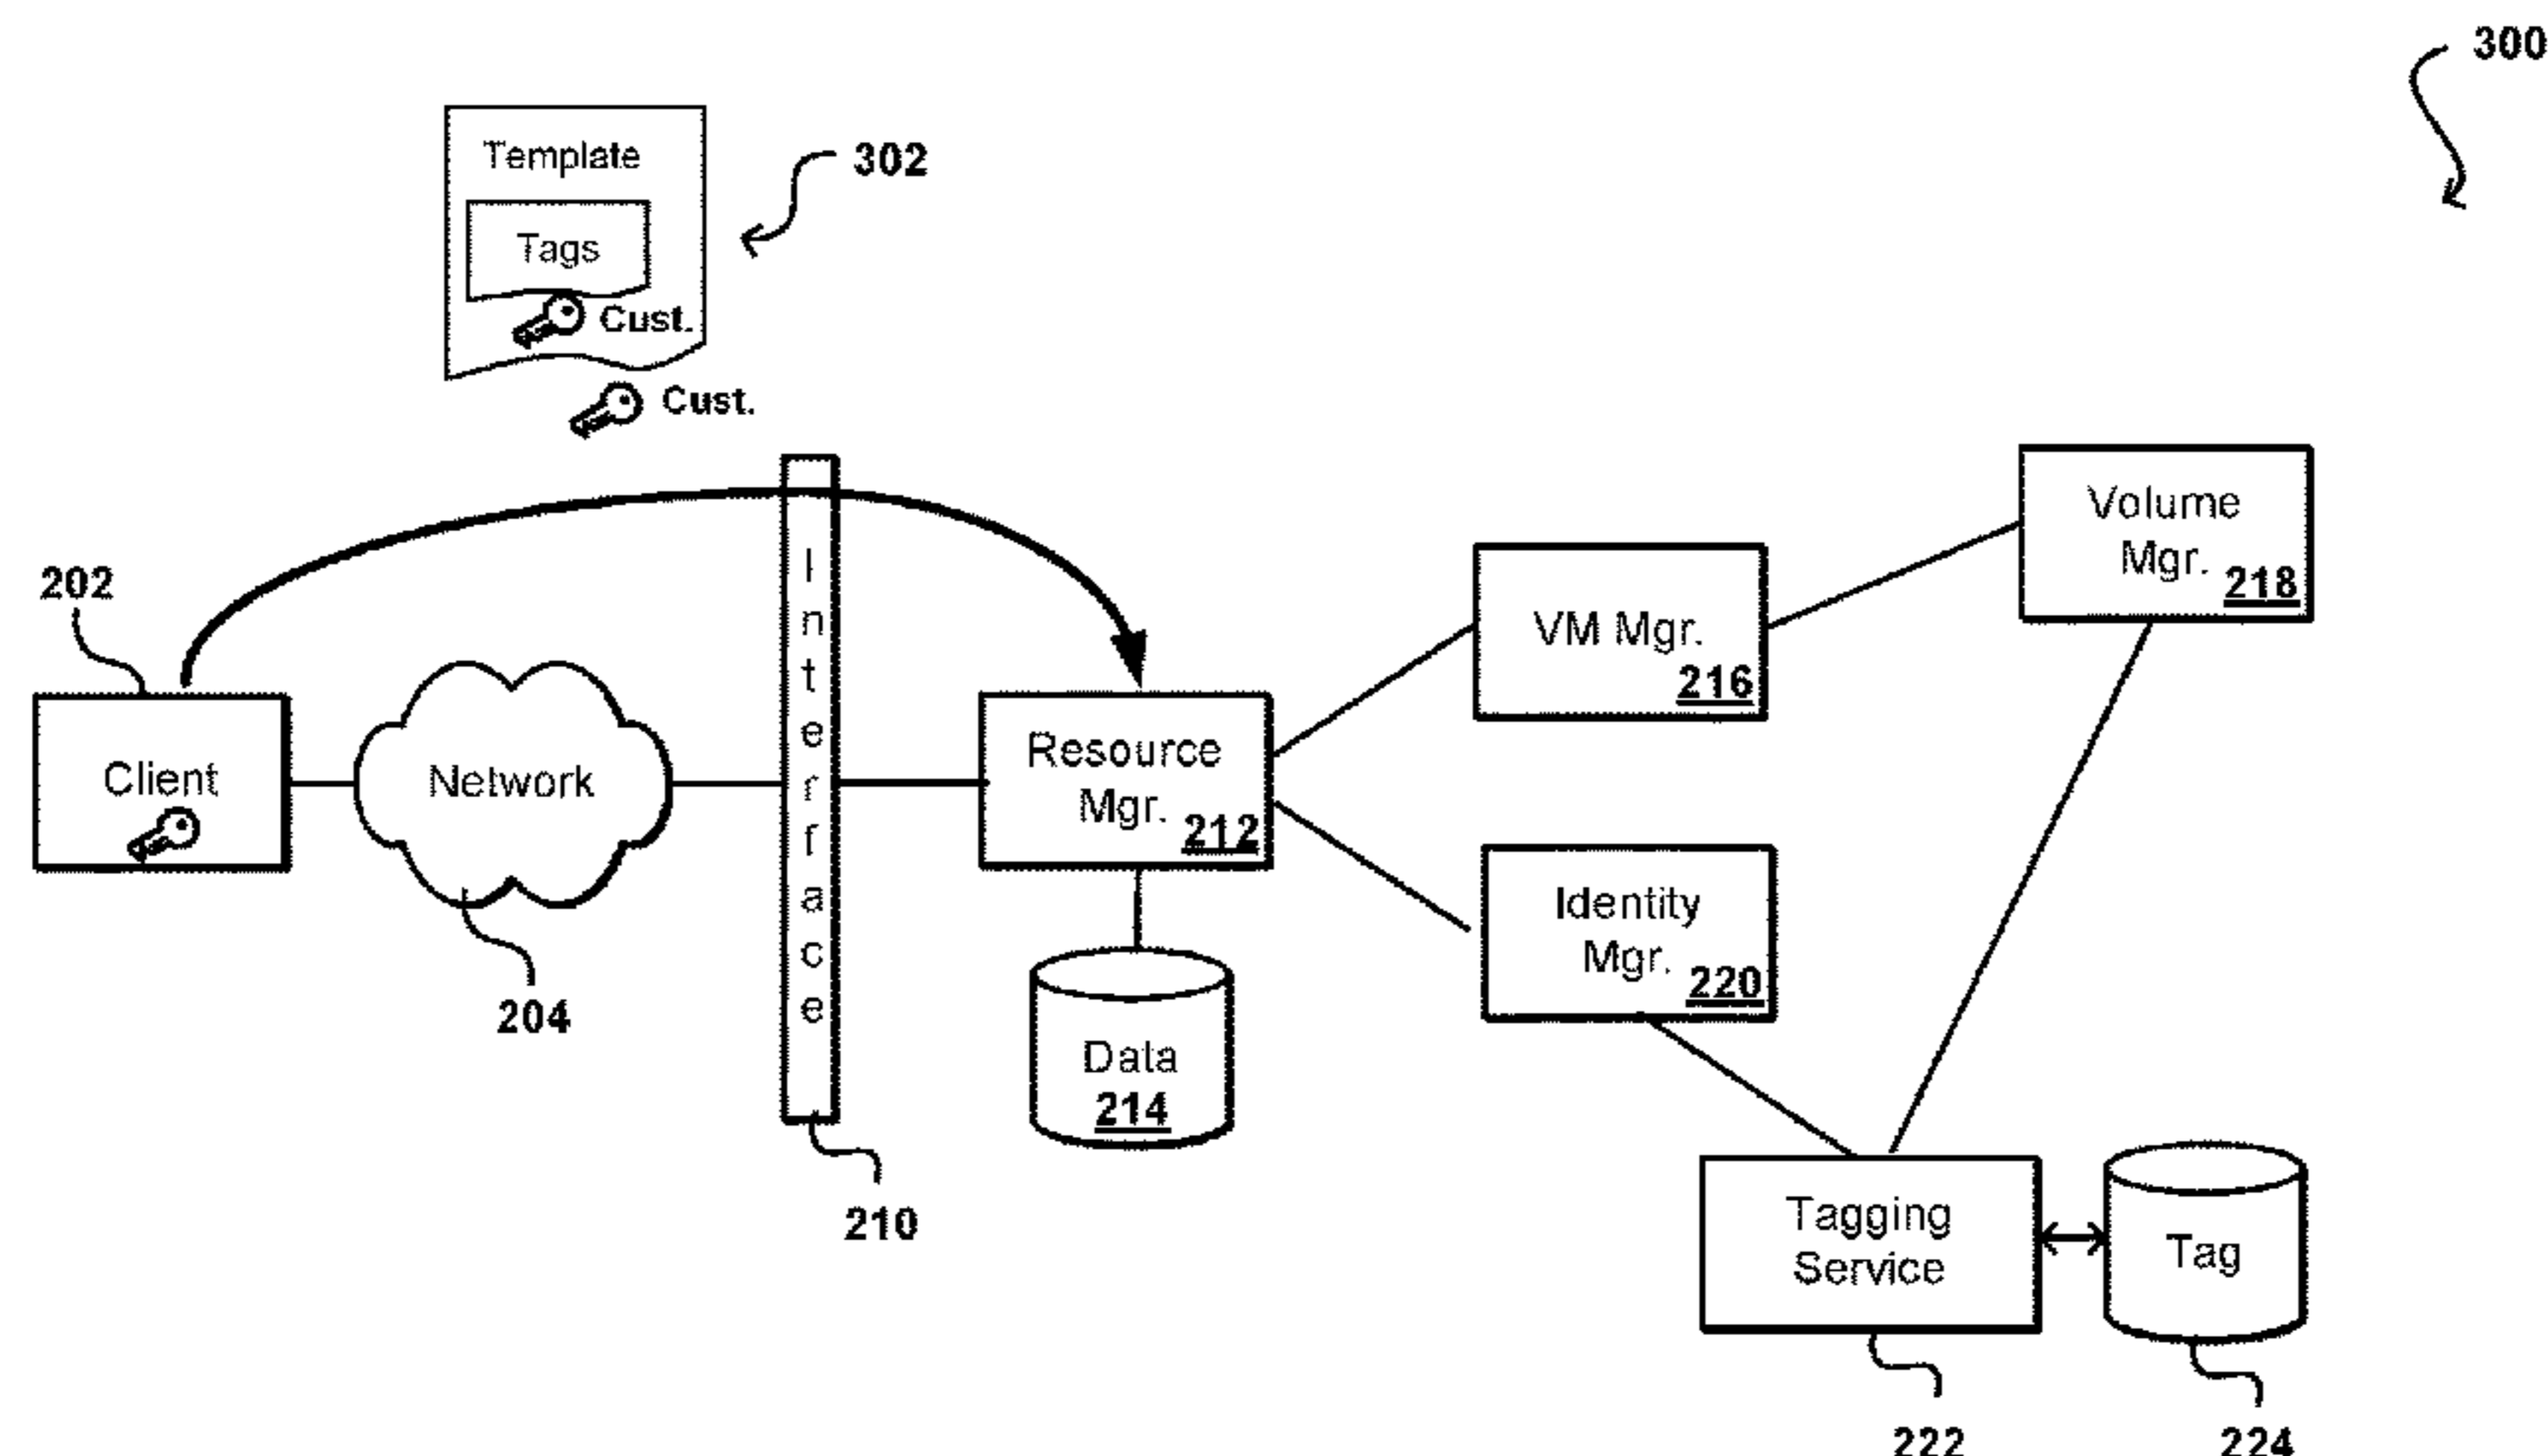 300
Template
302
Tags
Cust.
Cust.
Interface
202
Client
Network
204
210
Resource
Mgr. 212
Data
214
VM Mgr.
216
Volume
Mgr. 218
Identity
Mgr. 220
Tagging
Service
Tag
222
224